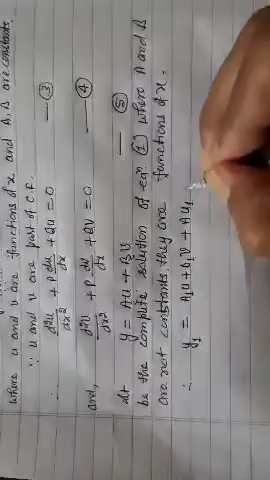 where u and v are functions of x, and A, B are constants.
∵ u and v are part of C.F.
∴ d²u/dx² + P du/dx + Qu = 0 — (3)
and, d²v/dx² + P dv/dx + Qv = 0 — (4)
let y = Au + Bv — (5)
be the complete solution of eqn (1) where A and B
are not constants, they are functions of x.
∴ y₁ = A₁u + B₁v + Au₁